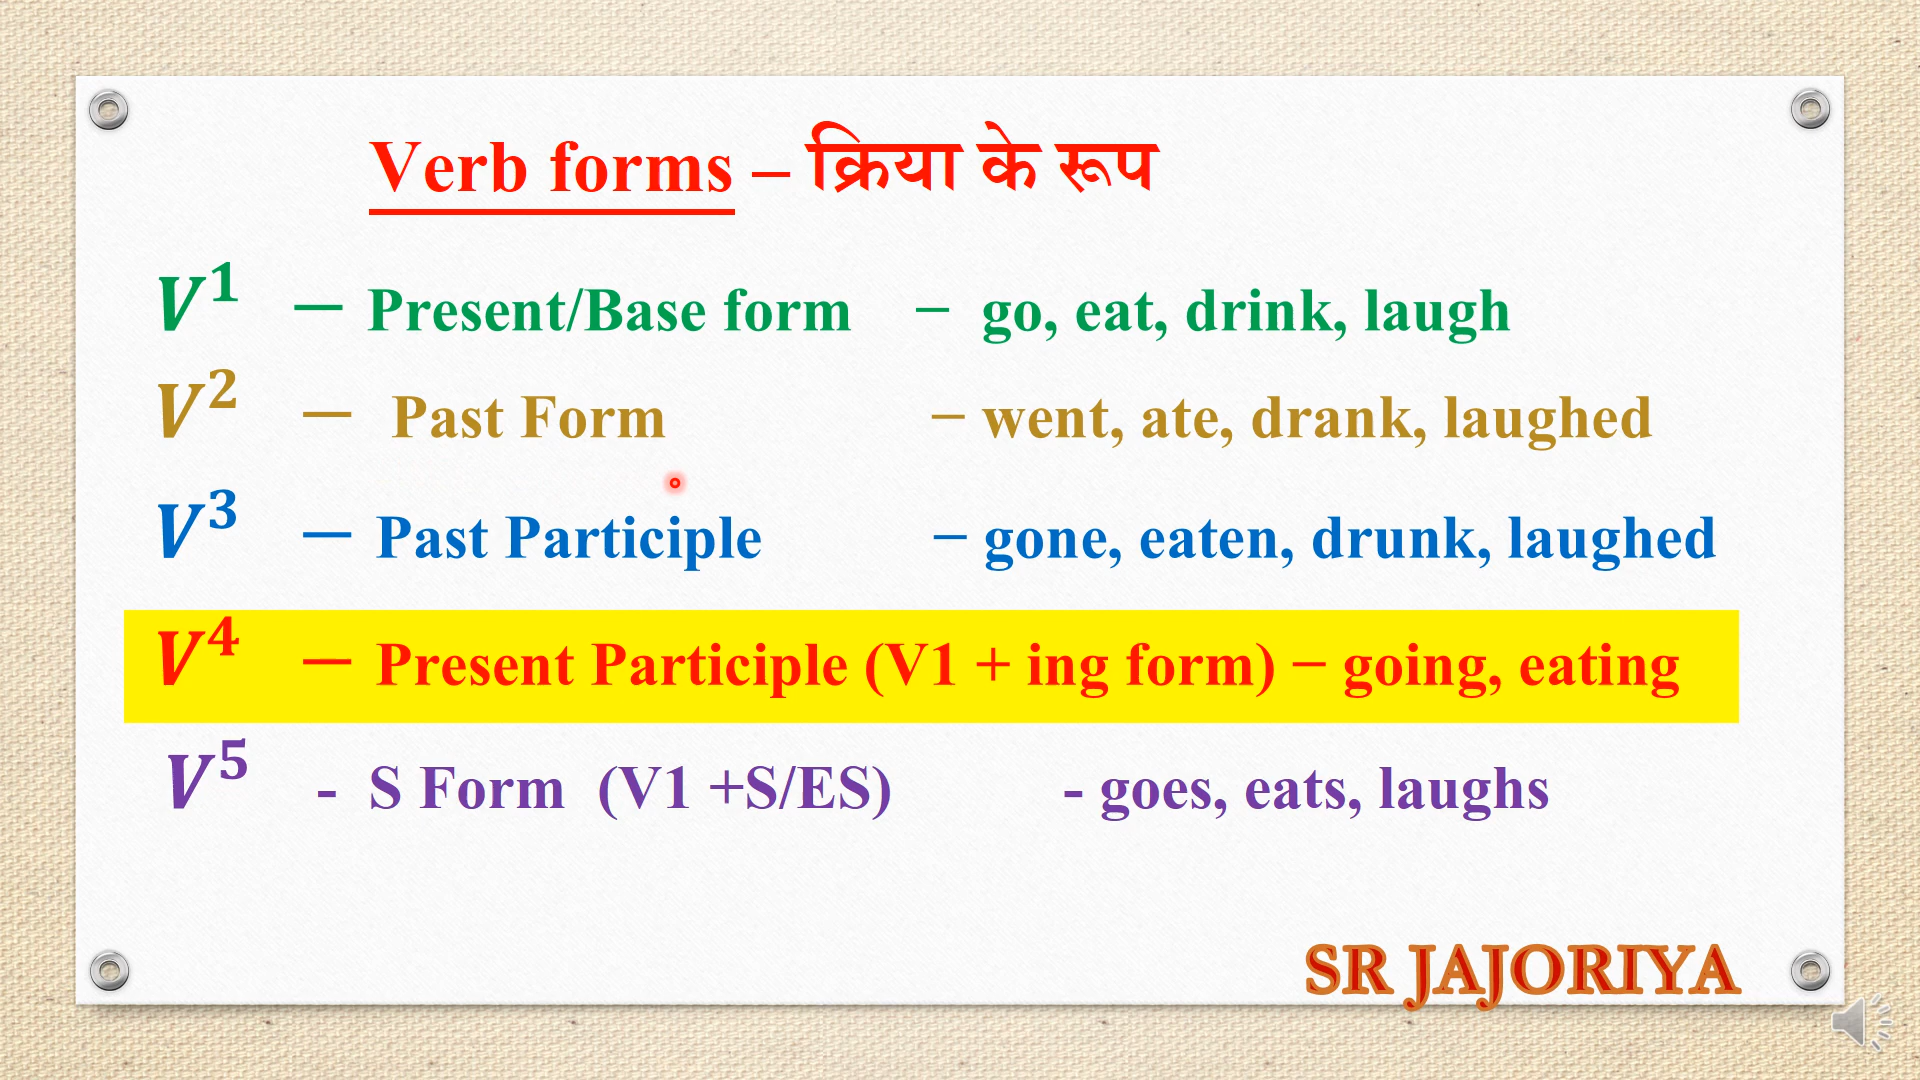 Verb forms – क्रिया के रूप
V¹ – Present/Base form – go, eat, drink, laugh
V² – Past Form – went, ate, drank, laughed
V³ – Past Participle – gone, eaten, drunk, laughed
V⁴ – Present Participle (V1 + ing form) – going, eating
V⁵ - S Form (V1 +S/ES) - goes, eats, laughs
SR JAJORIYA